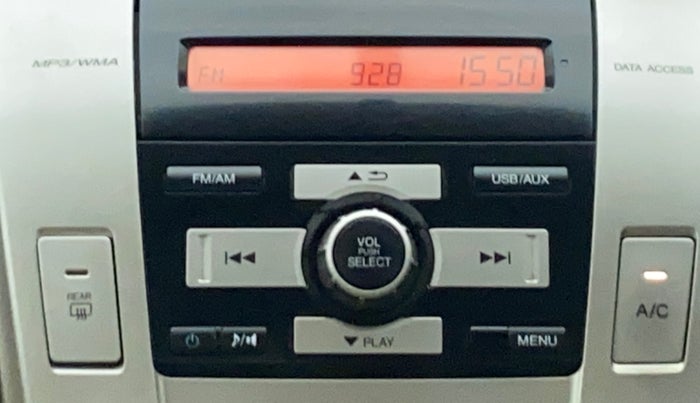 FM 928 15:50
MP3/WMA
DATA ACCESS
FM/AM
USB/AUX
VOL
PUSH
SELECT
REAR
A/C
PLAY
MENU